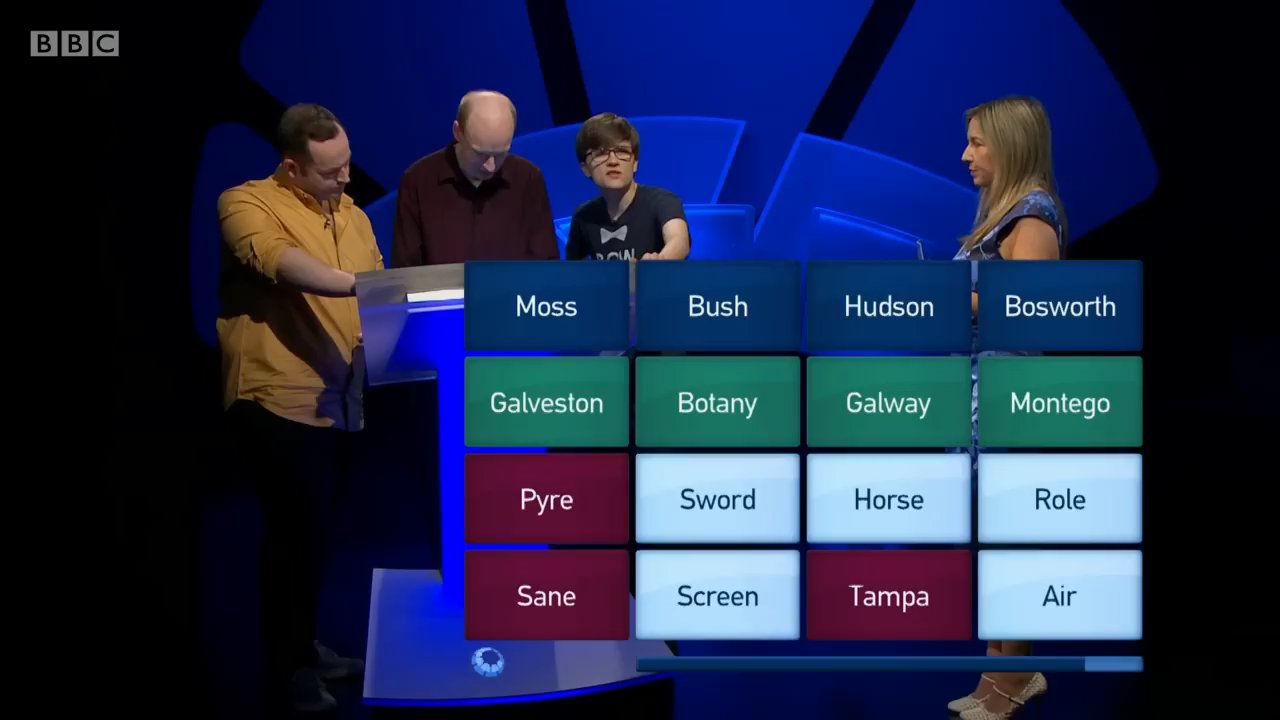 BBC
Moss Bush Hudson Bosworth
Galveston Botany Galway Montego
Pyre Sword Horse Role
Sane Screen Tampa Air